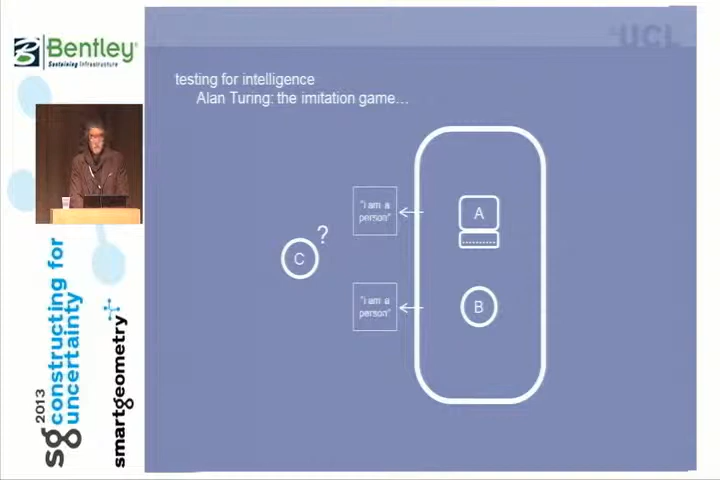 Bentley
Sustaining Infrastructure
UCL
testing for intelligence
Alan Turing: the imitation game...
"i am a
person"
A
?
C
"i am a
person"
B
sg2013
constructing for
uncertainty
smartgeometry